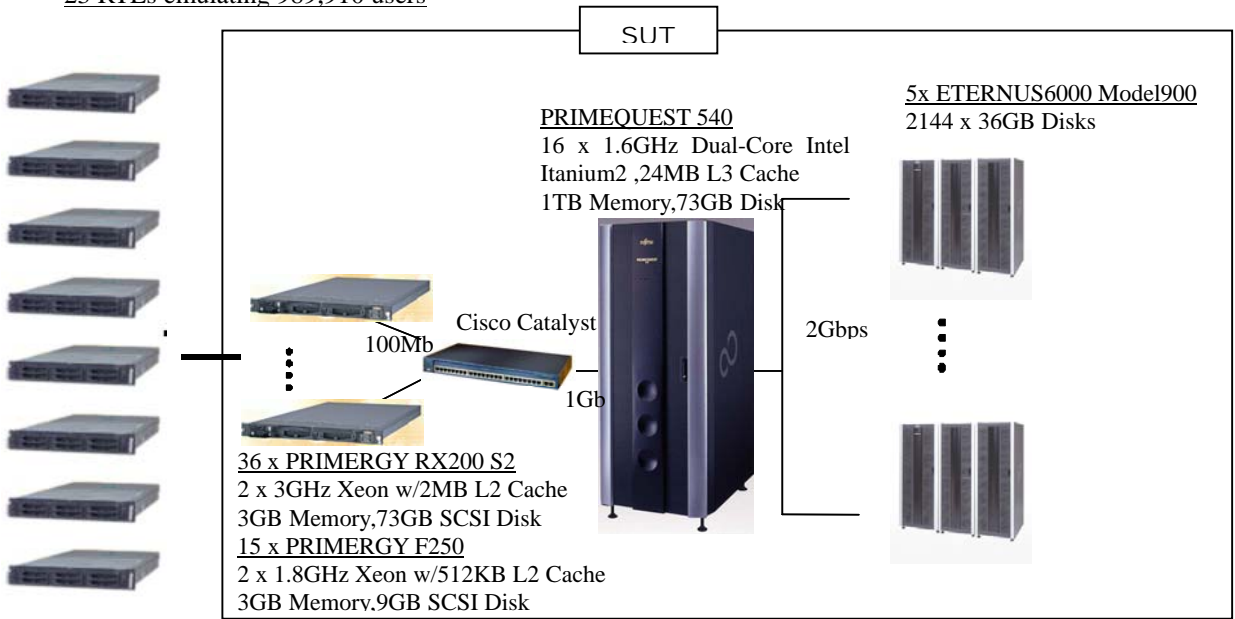 SUT
5x ETERNUS6000 Model900
2144 x 36GB Disks
PRIMEQUEST 540
16 x 1.6GHz Dual-Core Intel
Itanium2 ,24MB L3 Cache
1TB Memory,73GB Disk
Cisco Catalyst
100Mb
1Gb
2Gbps
36 x PRIMERGY RX200 S2
2 x 3GHz Xeon w/2MB L2 Cache
3GB Memory,73GB SCSI Disk
15 x PRIMERGY F250
2 x 1.8GHz Xeon w/512KB L2 Cache
3GB Memory,9GB SCSI Disk